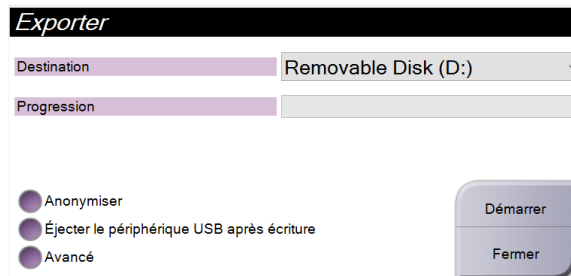 Exporter
Destination
Removable Disk (D:)
Progression
Anonymiser
Éjecter le périphérique USB après écriture
Avancé
Démarrer
Fermer